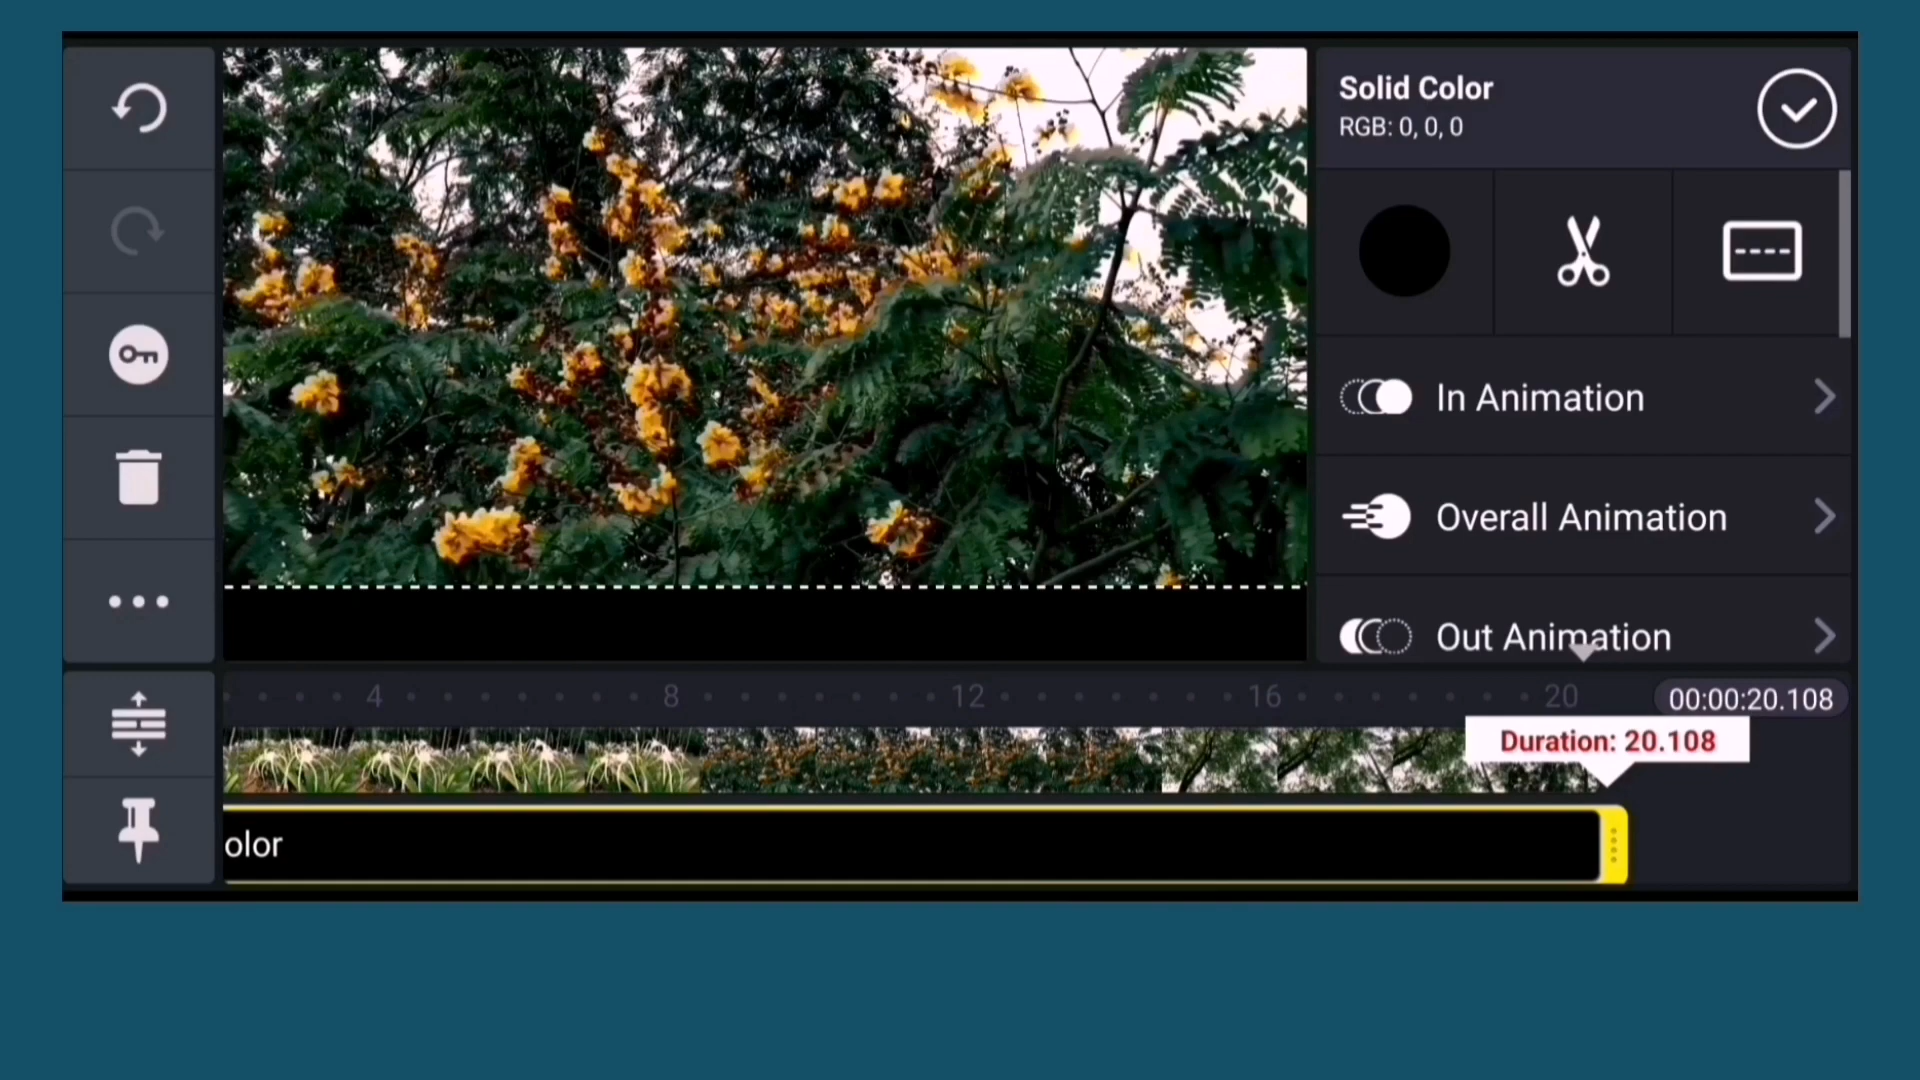 Solid Color
RGB: 0, 0, 0
In Animation
Overall Animation
Out Animation
4 8 12 16 20 00:00:20.108
Duration: 20.108
olor